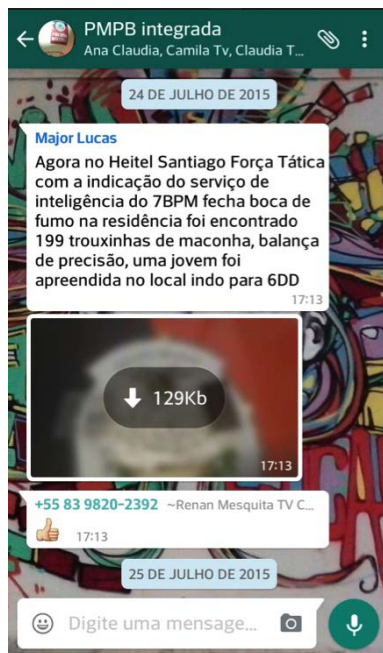 PMPB integrada
Ana Claudia, Camila Tv, Claudia T...
24 DE JULHO DE 2015
Major Lucas
Agora no Heitel Santiago Força Tática
com a indicação do serviço de
inteligência do 7BPM fecha boca de
fumo na residência foi encontrado
199 trouxinhas de maconha, balança
de precisão, uma jovem foi
apreendida no local indo para 6DD
17:13
129Kb
17:13
+55 83 9820-2392 ~Renan Mesquita TV C...
👍 17:13
25 DE JULHO DE 2015
Digite uma mensage...